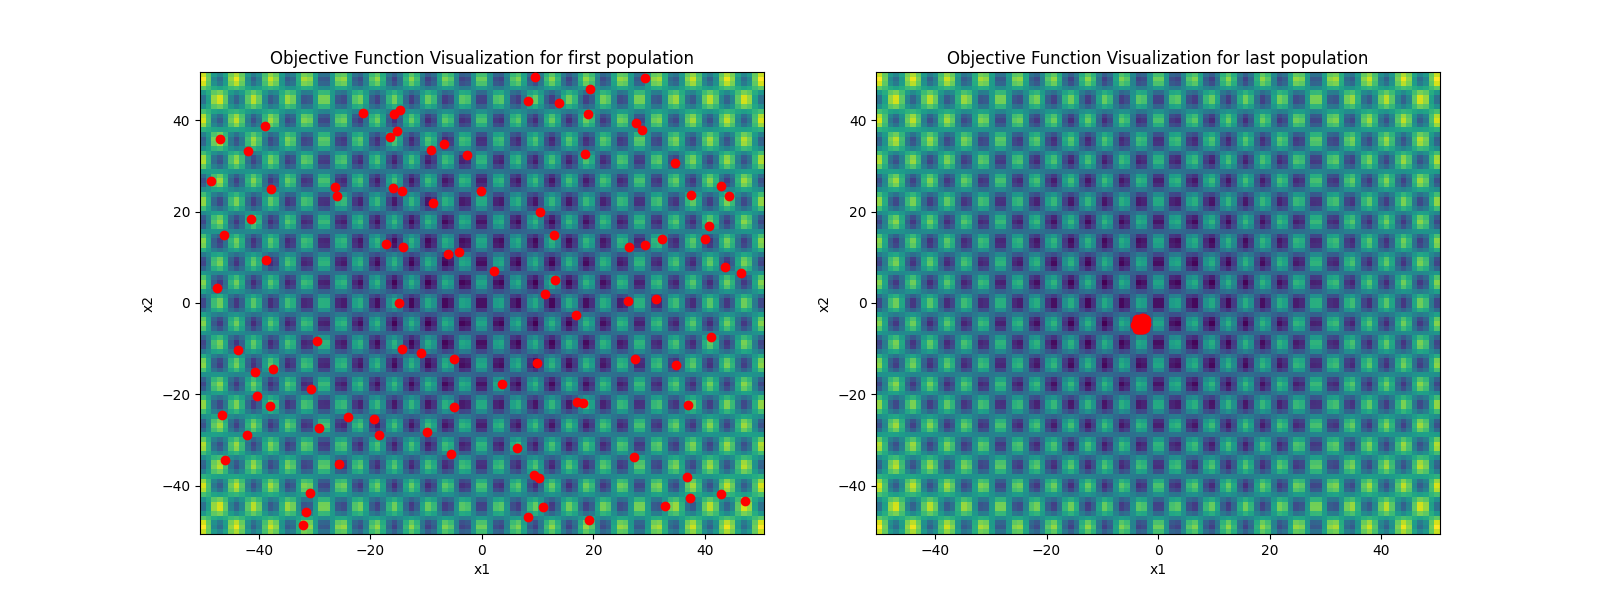 Objective Function Visualization for first population
40
20
0
−20
−40
x2
−40 −20 0 20 40
x1
Objective Function Visualization for last population
40
20
0
−20
−40
x2
−40 −20 0 20 40
x1